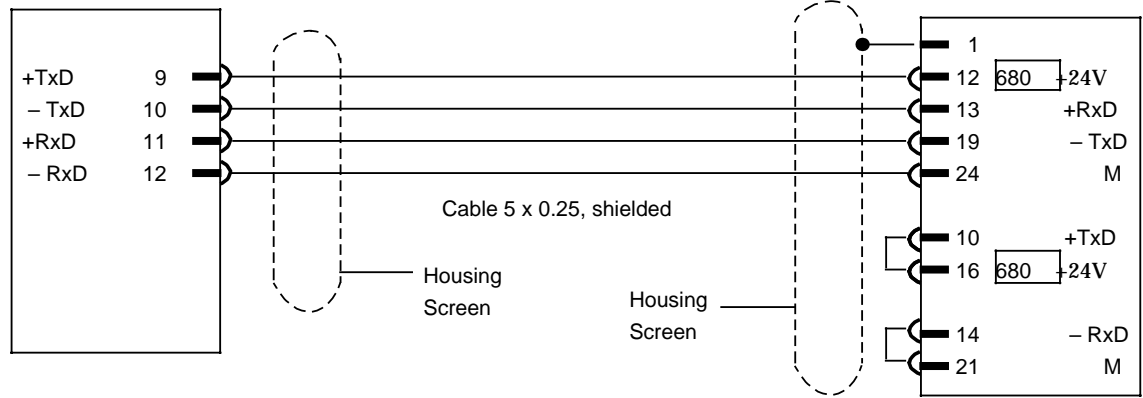 1
+TxD 9 12 680 +24V
– TxD 10 13 +RxD
+RxD 11 19 – TxD
– RxD 12 24 M
Cable 5 x 0.25, shielded
10 +TxD
16 680 +24V
Housing
Screen
Housing
Screen
14 – RxD
21 M